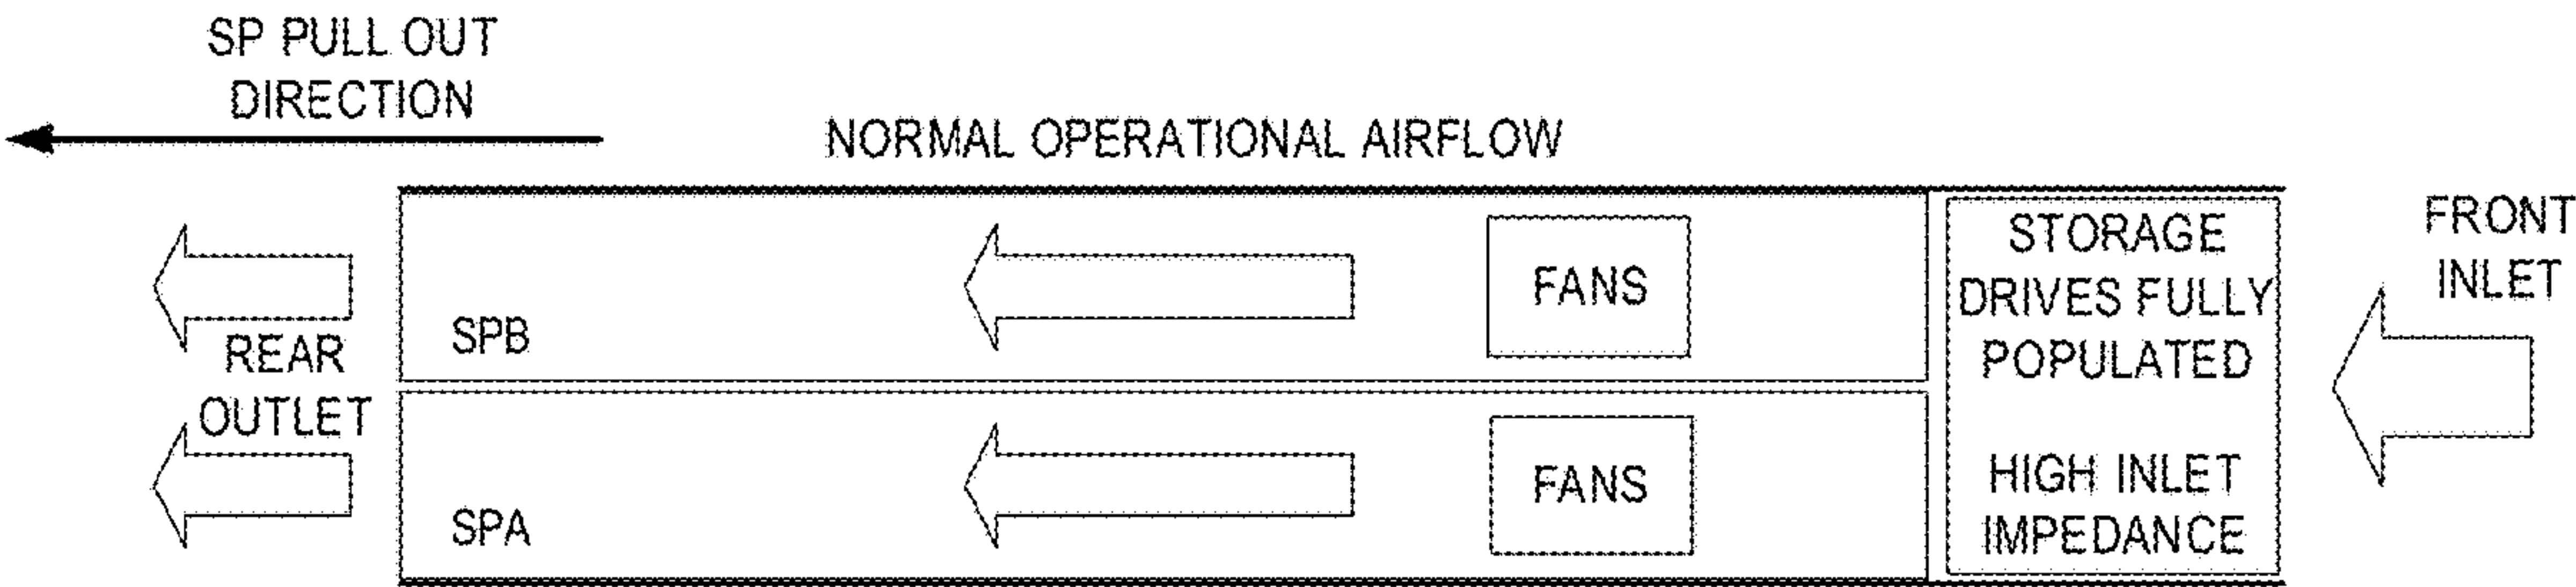 SP PULL OUT
DIRECTION
NORMAL OPERATIONAL AIRFLOW
REAR
OUTLET
SPB
FANS
SPA
FANS
STORAGE
DRIVES FULLY
POPULATED
HIGH INLET
IMPEDANCE
FRONT
INLET